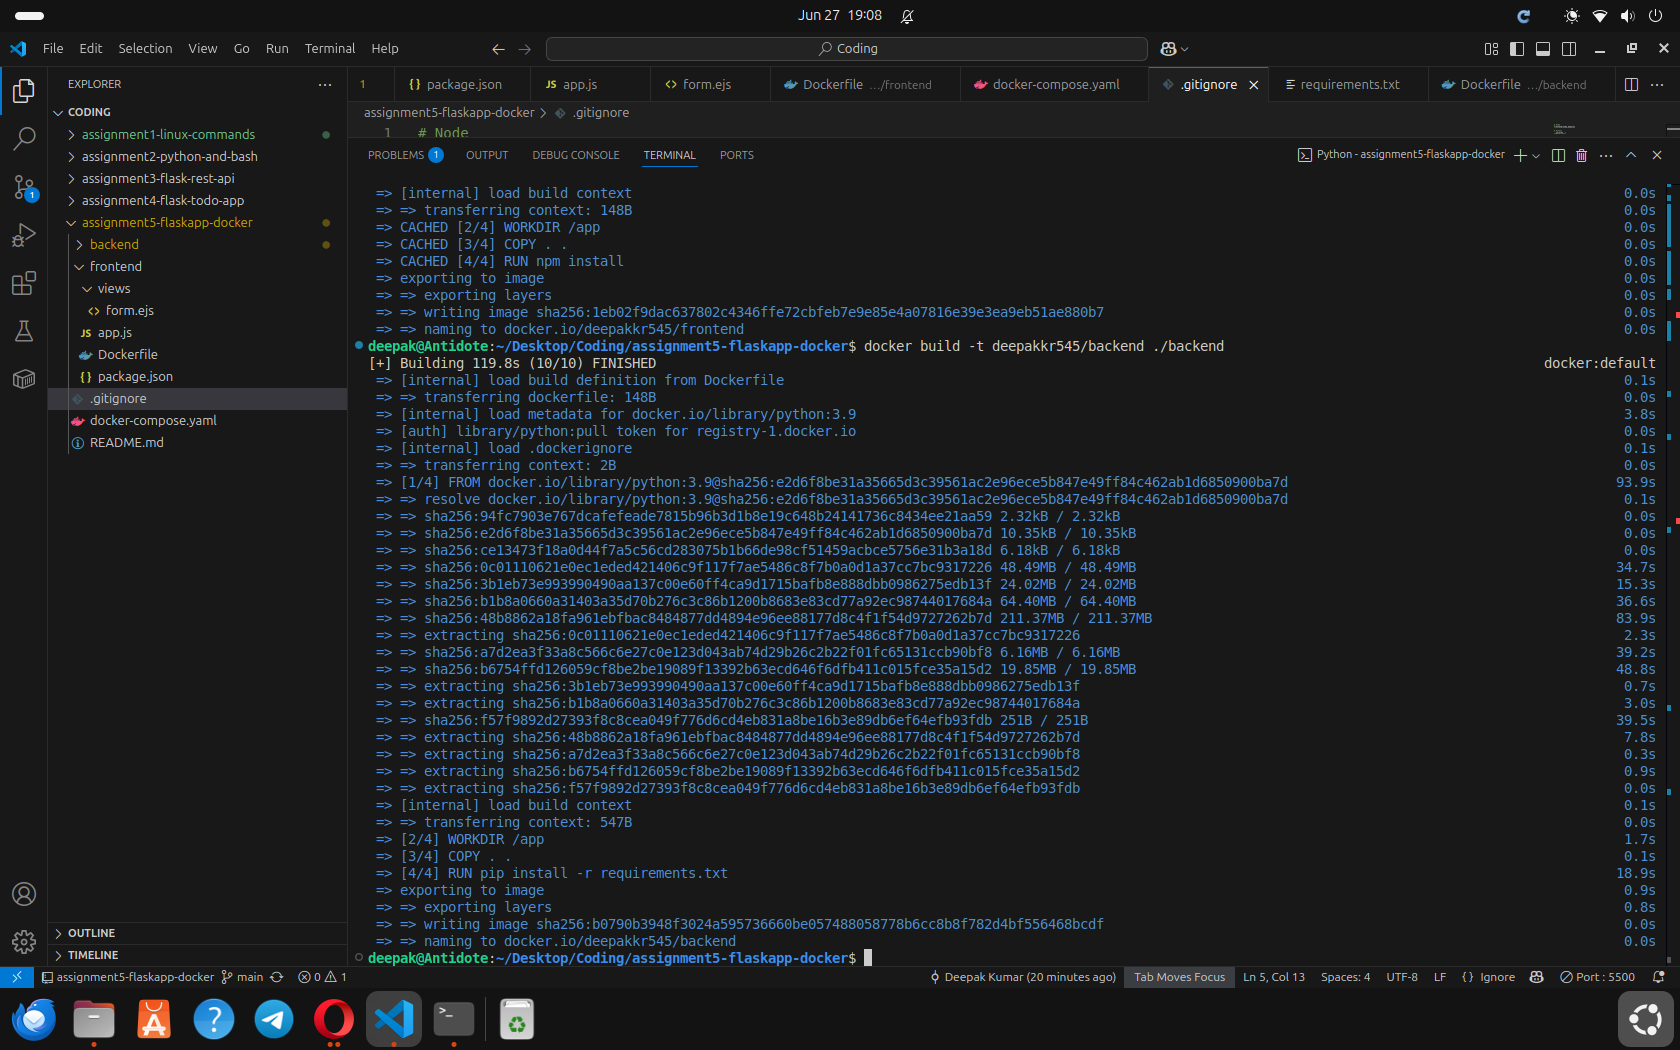 Jun 27 19:08
File Edit Selection View Go Run Terminal Help
Coding
EXPLORER
1 package.json app.js form.ejs Dockerfile .../frontend docker-compose.yaml .gitignore requirements.txt Dockerfile .../backend
CODING
assignment1-linux-commands
assignment2-python-and-bash
assignment3-flask-rest-api
assignment4-flask-todo-app
assignment5-flaskapp-docker
backend
frontend
views
form.ejs
app.js
Dockerfile
package.json
.gitignore
docker-compose.yaml
README.md
OUTLINE
TIMELINE
assignment5-flaskapp-docker > .gitignore
1 # Node
PROBLEMS 1 OUTPUT DEBUG CONSOLE TERMINAL PORTS
Python - assignment5-flaskapp-docker
=> [internal] load build context 0.0s
=> => transferring context: 148B 0.0s
=> CACHED [2/4] WORKDIR /app 0.0s
=> CACHED [3/4] COPY . . 0.0s
=> CACHED [4/4] RUN npm install 0.0s
=> exporting to image 0.0s
=> => exporting layers 0.0s
=> => writing image sha256:1eb02f9dac637802c4346ffe72cbfeb7e9e85e4a07816e39e3ea9eb51ae880b7 0.0s
=> => naming to docker.io/deepakkr545/frontend 0.0s
deepak@Antidote:~/Desktop/Coding/assignment5-flaskapp-docker$ docker build -t deepakkr545/backend ./backend
[+] Building 119.8s (10/10) FINISHED docker:default
=> [internal] load build definition from Dockerfile 0.1s
=> => transferring dockerfile: 148B 0.0s
=> [internal] load metadata for docker.io/library/python:3.9 3.8s
=> [auth] library/python:pull token for registry-1.docker.io 0.0s
=> [internal] load .dockerignore 0.1s
=> => transferring context: 2B 0.0s
=> [1/4] FROM docker.io/library/python:3.9@sha256:e2d6f8be31a35665d3c39561ac2e96ece5b847e49ff84c462ab1d6850900ba7d 93.9s
=> => resolve docker.io/library/python:3.9@sha256:e2d6f8be31a35665d3c39561ac2e96ece5b847e49ff84c462ab1d6850900ba7d 0.1s
=> => sha256:94fc7903e767dcafefeade7815b96b3d1b8e19c648b24141736c8434ee21aa59 2.32kB / 2.32kB 0.0s
=> => sha256:e2d6f8be31a35665d3c39561ac2e96ece5b847e49ff84c462ab1d6850900ba7d 10.35kB / 10.35kB 0.0s
=> => sha256:ce13473f18a0d44f7a5c56cd283075b1b66de98cf51459acbce5756e31b3a18d 6.18kB / 6.18kB 0.0s
=> => sha256:0c01110621e0ec1eded421406c9f117f7ae5486c8f7b0a0d1a37cc7bc9317226 48.49MB / 48.49MB 34.7s
=> => sha256:3b1eb73e993990490aa137c00e60ff4ca9d1715bafb8e888dbb0986275edb13f 24.02MB / 24.02MB 15.3s
=> => sha256:b1b8a0660a31403a35d70b276c3c86b1200b8683e83cd77a92ec98744017684a 64.40MB / 64.40MB 36.6s
=> => sha256:48b8862a18fa961ebfbac8484877dd4894e96ee88177d8c4f1f54d9727262b7d 211.37MB / 211.37MB 83.9s
=> => extracting sha256:0c01110621e0ec1eded421406c9f117f7ae5486c8f7b0a0d1a37cc7bc9317226 2.3s
=> => sha256:a7d2ea3f33a8c566c6e27c0e123d043ab74d29b26c2b22f01fc65131ccb90bf8 6.16MB / 6.16MB 39.2s
=> => sha256:b6754ffd126059cf8be2be19089f13392b63ecd646f6dfb411c015fce35a15d2 19.85MB / 19.85MB 48.8s
=> => extracting sha256:3b1eb73e993990490aa137c00e60ff4ca9d1715bafb8e888dbb0986275edb13f 0.7s
=> => extracting sha256:b1b8a0660a31403a35d70b276c3c86b1200b8683e83cd77a92ec98744017684a 3.0s
=> => sha256:f57f9892d27393f8c8cea049f776d6cd4eb831a8be16b3e89db6ef64efb93fdb 251B / 251B 39.5s
=> => extracting sha256:48b8862a18fa961ebfbac8484877dd4894e96ee88177d8c4f1f54d9727262b7d 7.8s
=> => extracting sha256:a7d2ea3f33a8c566c6e27c0e123d043ab74d29b26c2b22f01fc65131ccb90bf8 0.3s
=> => extracting sha256:b6754ffd126059cf8be2be19089f13392b63ecd646f6dfb411c015fce35a15d2 0.9s
=> => extracting sha256:f57f9892d27393f8c8cea049f776d6cd4eb831a8be16b3e89db6ef64efb93fdb 0.0s
=> [internal] load build context 0.1s
=> => transferring context: 547B 0.0s
=> [2/4] WORKDIR /app 1.7s
=> [3/4] COPY . . 0.1s
=> [4/4] RUN pip install -r requirements.txt 18.9s
=> exporting to image 0.9s
=> => exporting layers 0.8s
=> => writing image sha256:b0790b3948f3024a595736660be057488058778b6cc8b8f782d4bf556468bcdf 0.0s
=> => naming to docker.io/deepakkr545/backend 0.0s
deepak@Antidote:~/Desktop/Coding/assignment5-flaskapp-docker$
assignment5-flaskapp-docker main 0 1 Deepak Kumar (20 minutes ago) Tab Moves Focus Ln 5, Col 13 Spaces: 4 UTF-8 LF Ignore Port : 5500